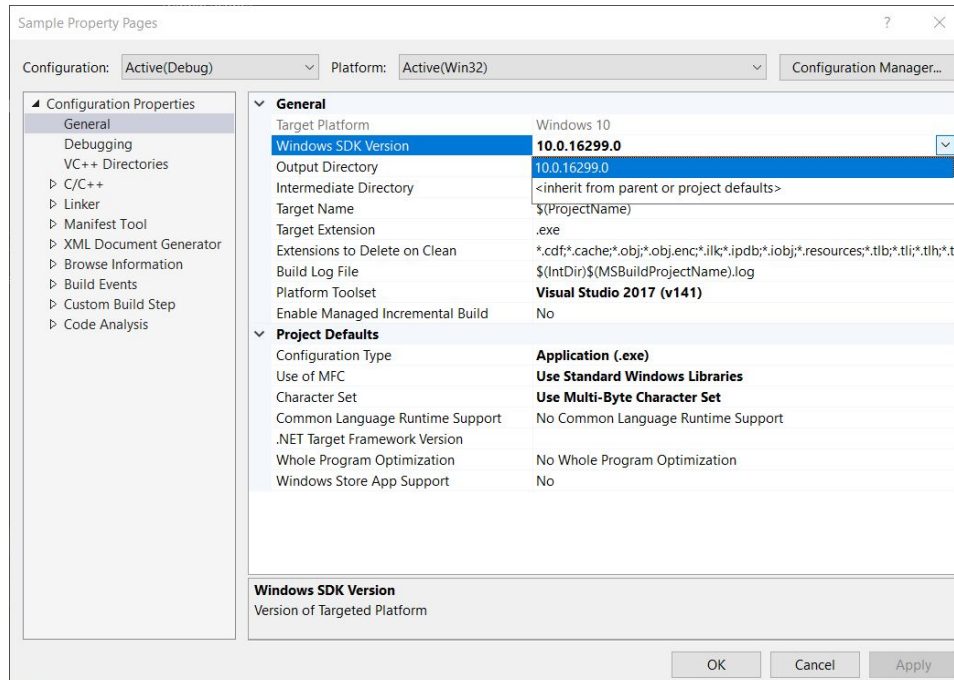 Sample Property Pages
Configuration: Active(Debug) Platform: Active(Win32) Configuration Manager...
Configuration Properties
General
Debugging
VC++ Directories
C/C++
Linker
Manifest Tool
XML Document Generator
Browse Information
Build Events
Custom Build Step
Code Analysis
General
Target Platform Windows 10
Windows SDK Version 10.0.16299.0
Output Directory 10.0.16299.0
Intermediate Directory <inherit from parent or project defaults>
Target Name $(ProjectName)
Target Extension .exe
Extensions to Delete on Clean *.cdf;*.cache;*.obj;*.obj.enc;*.ilk;*.ipdb;*.iobj;*.resources;*.tlb;*.tli;*.tlh;*.t
Build Log File $(IntDir)$(MSBuildProjectName).log
Platform Toolset Visual Studio 2017 (v141)
Enable Managed Incremental Build No
Project Defaults
Configuration Type Application (.exe)
Use of MFC Use Standard Windows Libraries
Character Set Use Multi-Byte Character Set
Common Language Runtime Support No Common Language Runtime Support
.NET Target Framework Version
Whole Program Optimization No Whole Program Optimization
Windows Store App Support No
Windows SDK Version
Version of Targeted Platform
OK Cancel Apply